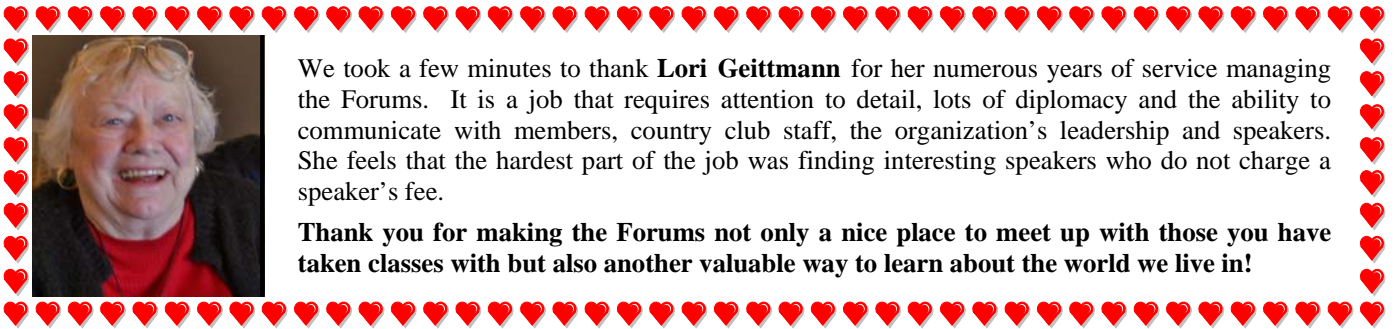 We took a few minutes to thank Lori Geittmann for her numerous years of service managing
the Forums. It is a job that requires attention to detail, lots of diplomacy and the ability to
communicate with members, country club staff, the organization’s leadership and speakers.
She feels that the hardest part of the job was finding interesting speakers who do not charge a
speaker’s fee.
Thank you for making the Forums not only a nice place to meet up with those you have
taken classes with but also another valuable way to learn about the world we live in!